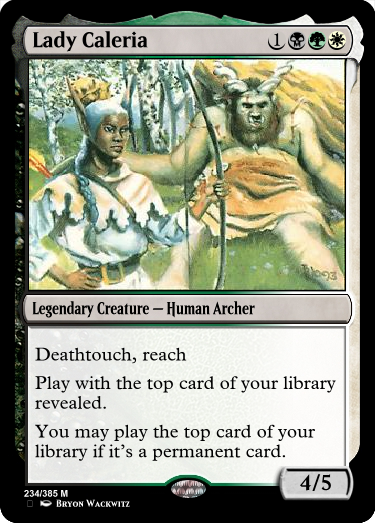 Lady Caleria 1
Legendary Creature — Human Archer
Deathtouch, reach
Play with the top card of your library
revealed.
You may play the top card of your
library if it's a permanent card.
4/5
234/385 M
Bryon Wackwitz